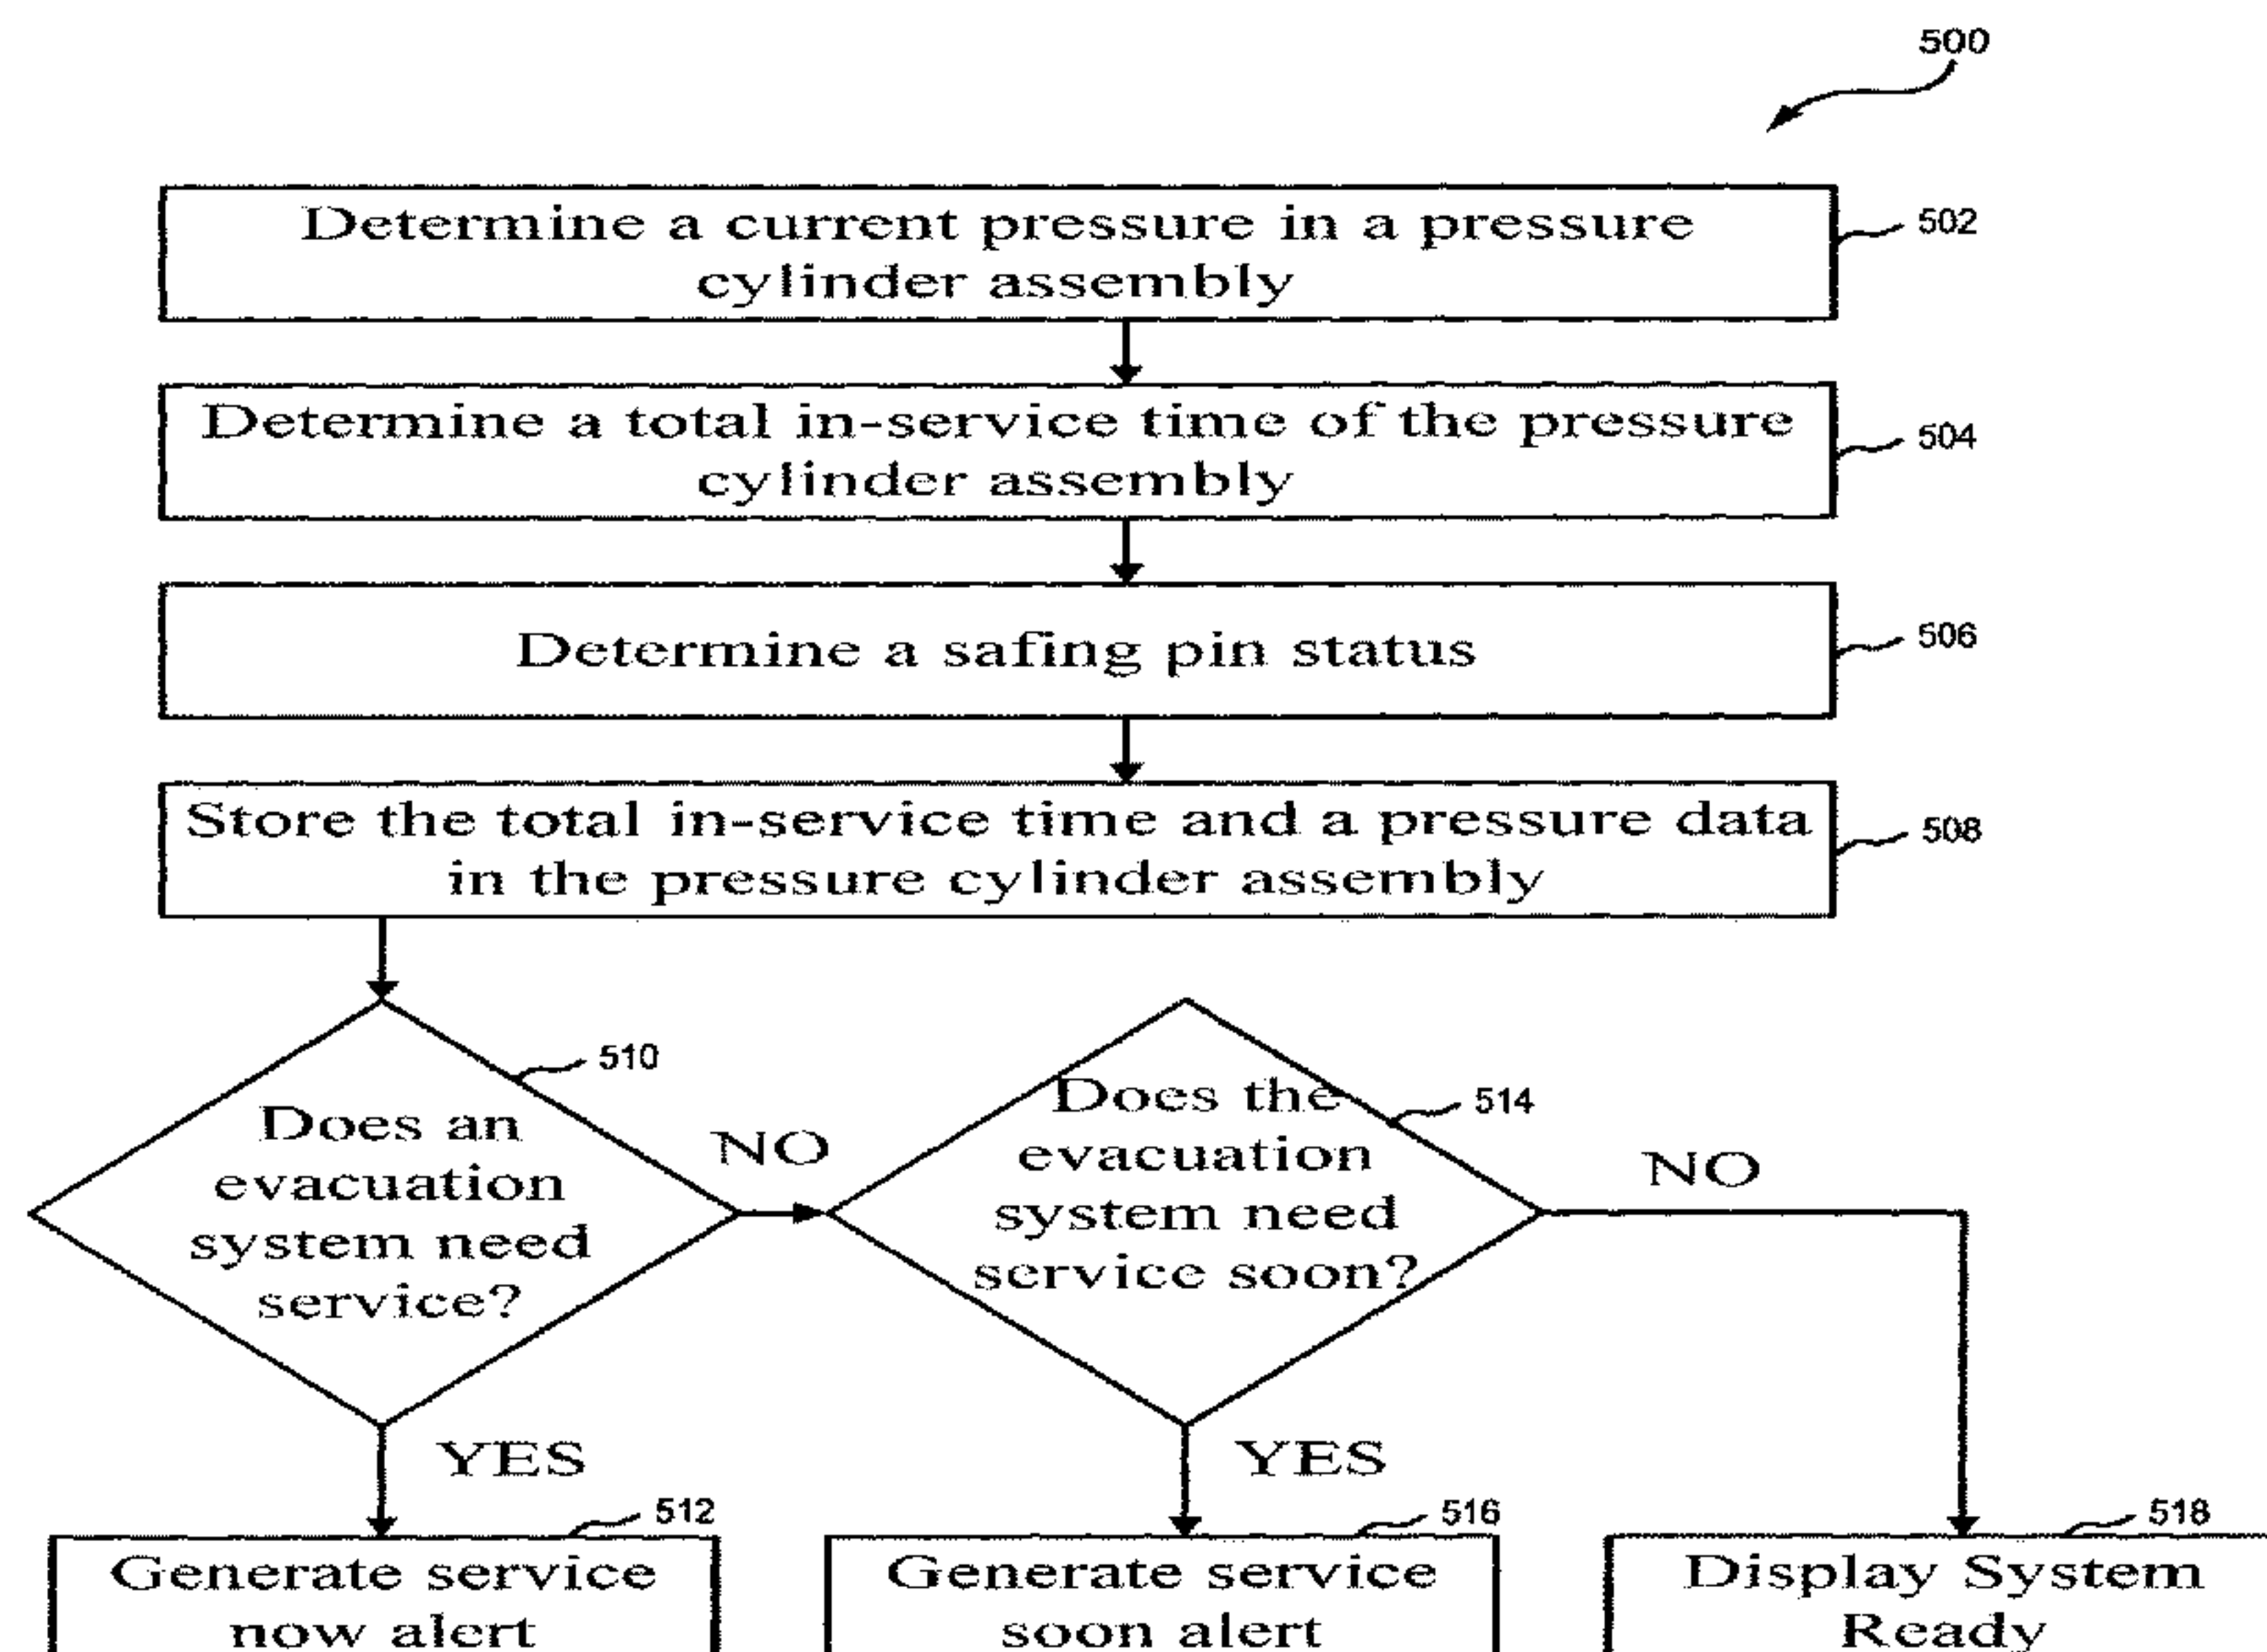 500
Determine a current pressure in a pressure
cylinder assembly
502
Determine a total in-service time of the pressure
cylinder assembly
504
Determine a safing pin status
506
Store the total in-service time and a pressure data
in the pressure cylinder assembly
508
510
Does an
evacuation
system need
service?
NO
Does the
evacuation
system need
service soon?
514
NO
YES
YES
512
Generate service
now alert
516
Generate service
soon alert
518
Display System
Ready